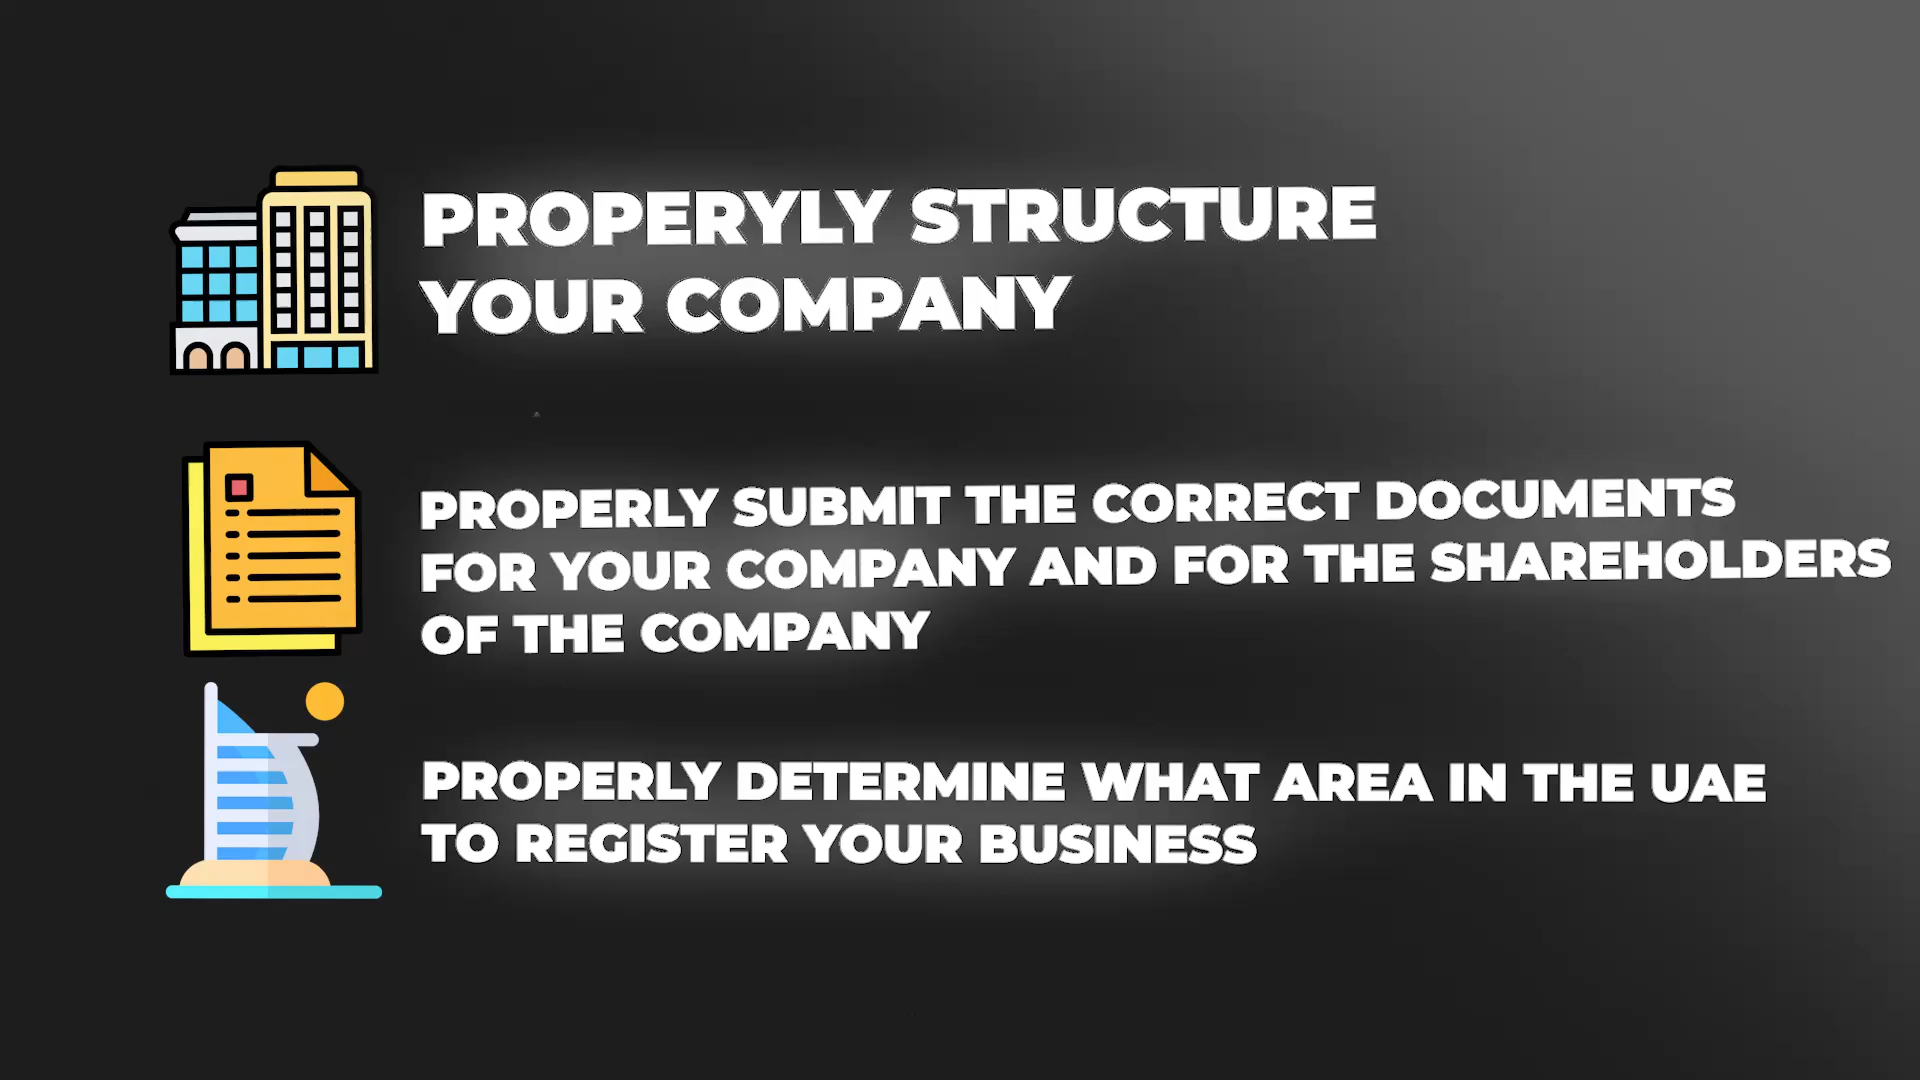 PROPERYLY STRUCTURE
YOUR COMPANY
PROPERLY SUBMIT THE CORRECT DOCUMENTS
FOR YOUR COMPANY AND FOR THE SHAREHOLDERS
OF THE COMPANY
PROPERLY DETERMINE WHAT AREA IN THE UAE
TO REGISTER YOUR BUSINESS